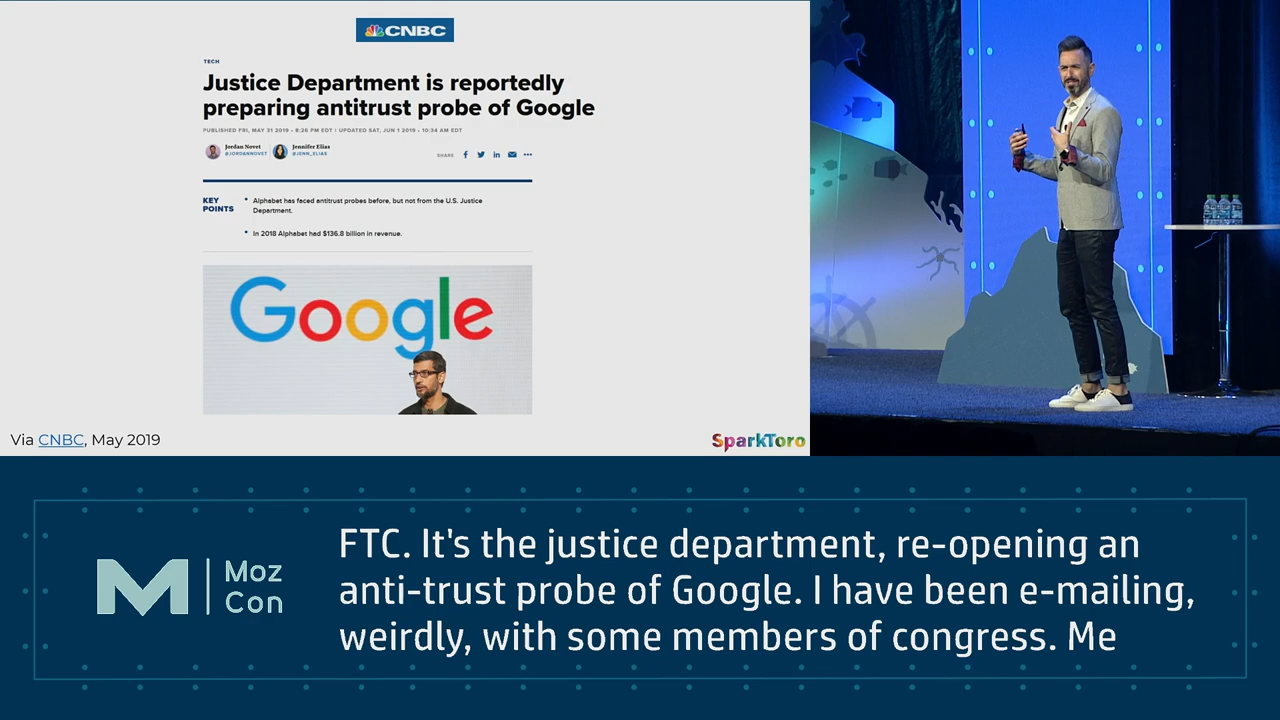 CNBC
TECH
Justice Department is reportedly
preparing antitrust probe of Google
PUBLISHED FRI, MAY 31 2019 • 8:36 PM EDT | UPDATED SAT, JUN 1 2019 • 10:34 AM EDT
Jordan Novet
@JORDANNOVET
Jennifer Elias
@JENN_ELIAS
SHARE
KEY
POINTS
• Alphabet has faced antitrust probes before, but not from the U.S. Justice
Department.
• In 2018 Alphabet had $136.8 billion in revenue.
Google
Via CNBC, May 2019
SparkToro
M | Moz
Con
FTC. It's the justice department, re-opening an
anti-trust probe of Google. I have been e-mailing,
weirdly, with some members of congress. Me